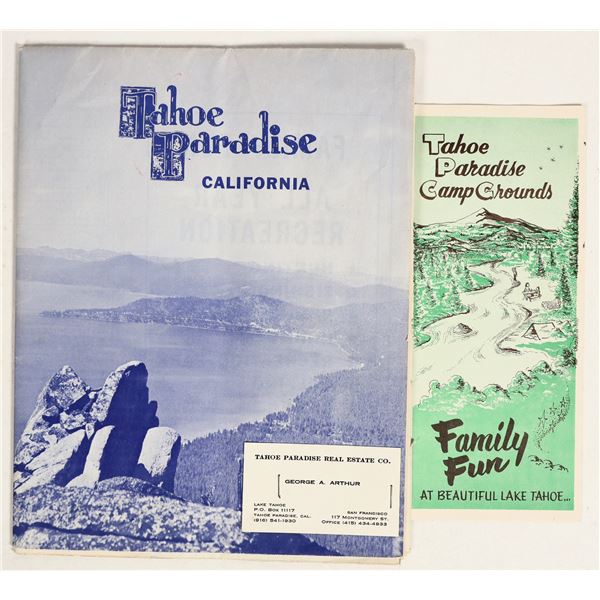 Tahoe
Paradise
CALIFORNIA
TAHOE PARADISE REAL ESTATE CO.
GEORGE A. ARTHUR
LAKE TAHOE
P.O. BOX 11117
TAHOE PARADISE, CAL.
(916) 541-1930
SAN FRANCISCO
117 MONTGOMERY ST.
OFFICE (415) 434-4833
Tahoe
Paradise
Camp Grounds
Family
Fun
AT BEAUTIFUL LAKE TAHOE...